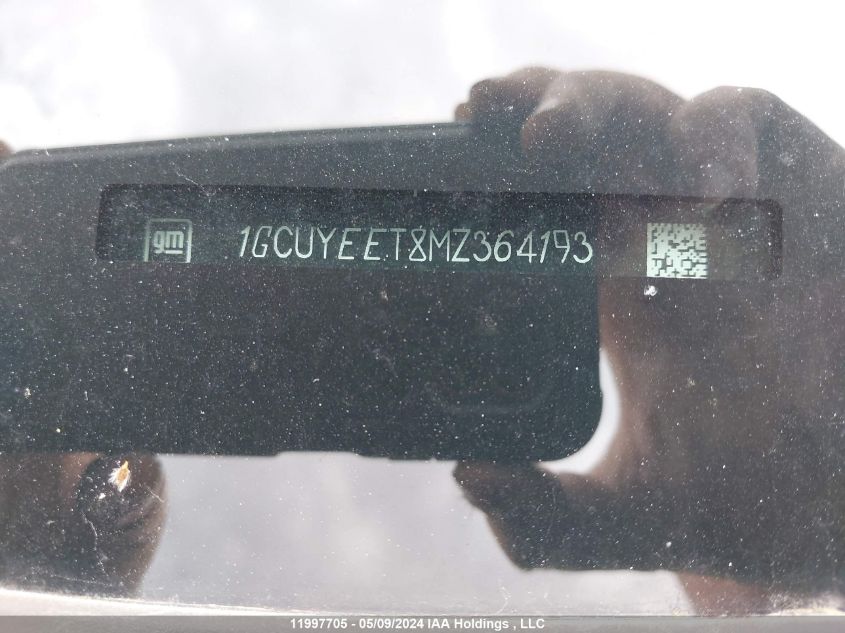 gm 1GCUYEET8MZ364193
11997705 - 05/09/2024 IAA Holdings , LLC